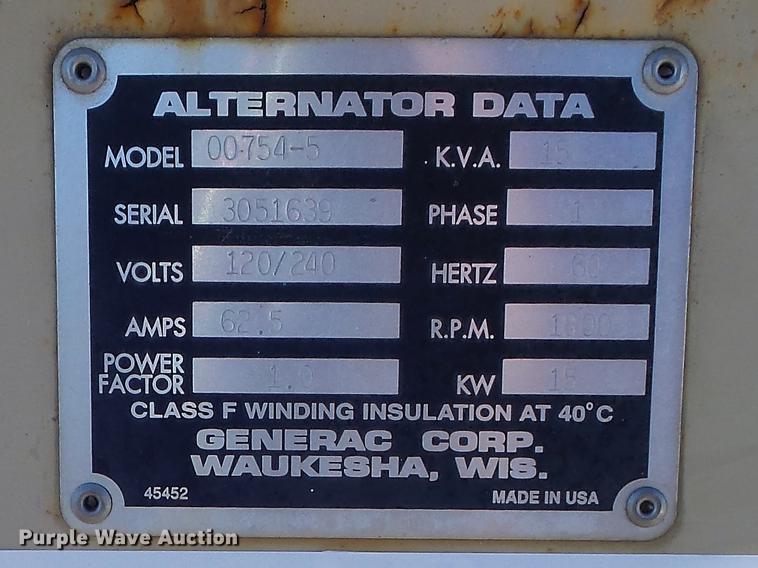 ALTERNATOR DATA
MODEL 00754-5 K.V.A. 15
SERIAL 3051639 PHASE 1
VOLTS 120/240 HERTZ 60
AMPS 62.5 R.P.M. 1800
POWER FACTOR 1.0 KW 15
CLASS F WINDING INSULATION AT 40°C
GENERAC CORP.
WAUKESHA, WIS.
45452 MADE IN USA
Purple Wave Auction